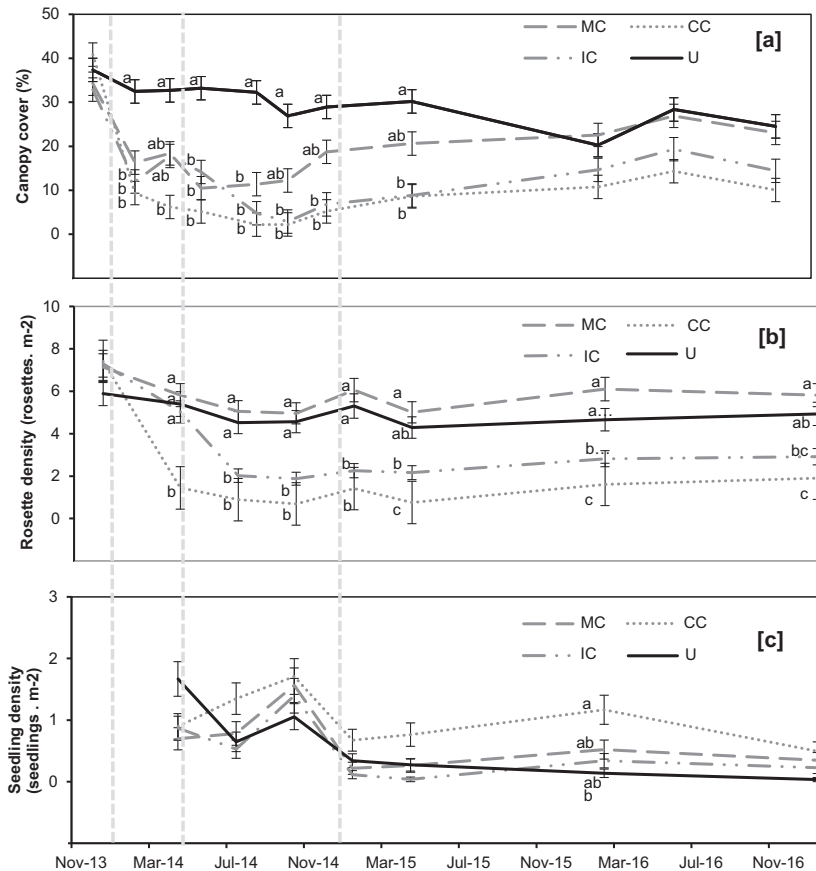 50
40
30
20
10
0
Canopy cover (%)
MC
CC
IC
U
[a]
a a a a a a a
b ab b b ab a ab
b ab b b b b b
b b b b b b b
10
8
6
4
2
0
Rosette density (rosettes. m-2)
MC
CC
IC
U
[b]
a a a a a a a
a a a a ab a. ab
b b b b b. bc
b b b b c c c
3
2
1
0
Seedling density
(seedlings . m-2)
MC
CC
IC
U
[c]
a
ab
ab
b
Nov-13 Mar-14 Jul-14 Nov-14 Mar-15 Jul-15 Nov-15 Mar-16 Jul-16 Nov-16